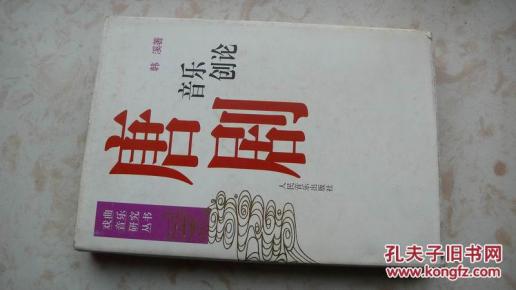 韩溪著
唐剧
音乐
创论
人民音乐出版社
戏曲
音乐
研究
丛书
孔夫子旧书网
KONGFZ.COM